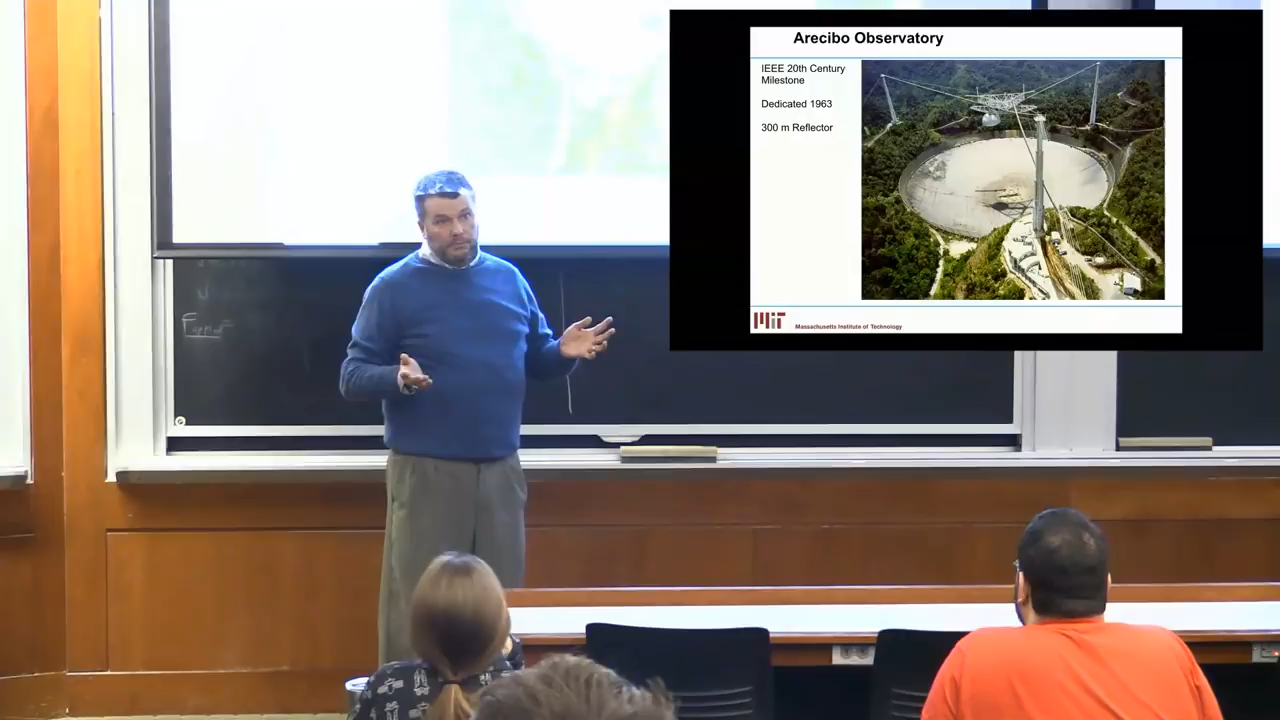 Arecibo Observatory
IEEE 20th Century
Milestone
Dedicated 1963
300 m Reflector
MIT
Massachusetts Institute of Technology